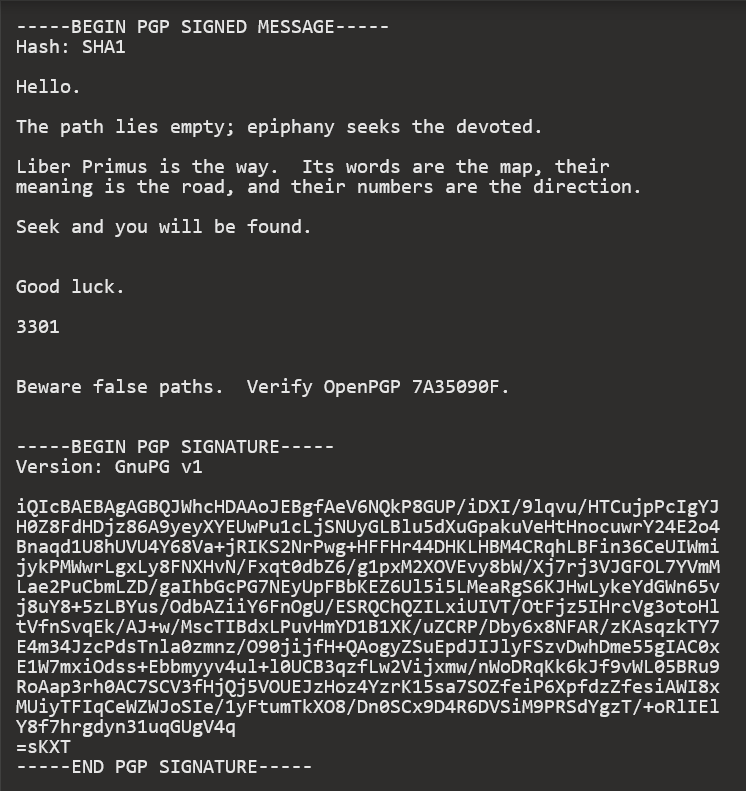 -----BEGIN PGP SIGNED MESSAGE-----
Hash: SHA1
Hello.
The path lies empty; epiphany seeks the devoted.
Liber Primus is the way.  Its words are the map, their
meaning is the road, and their numbers are the direction.
Seek and you will be found.
Good luck.
3301
Beware false paths.  Verify OpenPGP 7A35090F.
-----BEGIN PGP SIGNATURE-----
Version: GnuPG v1
iQIcBAEBAgAGBQJWhcHDAAoJEBgfAeV6NQkP8GUP/iDXI/9lqvu/HTCujpPcIgYJ
H0Z8FdHDjz86A9yeyXYEUwPu1cLjSNUyGLBlu5dXuGpakuVeHtHnocuwrY24E2o4
Bnaqd1U8hUVU4Y68Va+jRIKS2NrPwg+HFFHr44DHKLHBM4CRqhLBFin36CeUIWmi
jykPMWwrLgxLy8FNXHvN/Fxqt0dbZ6/g1pxM2XOVEvy8bW/Xj7rj3VJGFOL7YVmM
Lae2PuCbmLZD/gaIhbGcPG7NEyUpFBbKEZ6Ul5i5LMeaRgS6KJHwLykeYdGWn65v
j8uY8+5zLBYus/OdbAZiiY6FnOgU/ESRQChQZILxiUIVT/OtFjz5IHrcVg3otoHl
tVfnSvqEk/AJ+w/MscTIBdxLPuvHmYD1B1XK/uZCRP/Dby6x8NFAR/zKAsqzkTY7
E4m34JzcPdsTnla0zmnz/O90jijfH+QAogyZSuEpdJIJlyFSzvDwhDme55gIAC0x
E1W7mxiOdss+Ebbmyyv4ul+l0UCB3qzfLw2Vijxmw/nWoDRqKk6kJf9vWL05BRu9
RoAap3rh0AC7SCV3fHjQj5VOUEJzHoz4YzrK15sa7SOZfeiP6XpfdzZfesiAWI8x
MUiyTFIqCeWZWJoSIe/1yFtumTkXO8/Dn0SCx9D4R6DVSiM9PRSdYgzT/+oRlIEl
Y8f7hrgdyn31uqGUgV4q
=sKXT
-----END PGP SIGNATURE-----